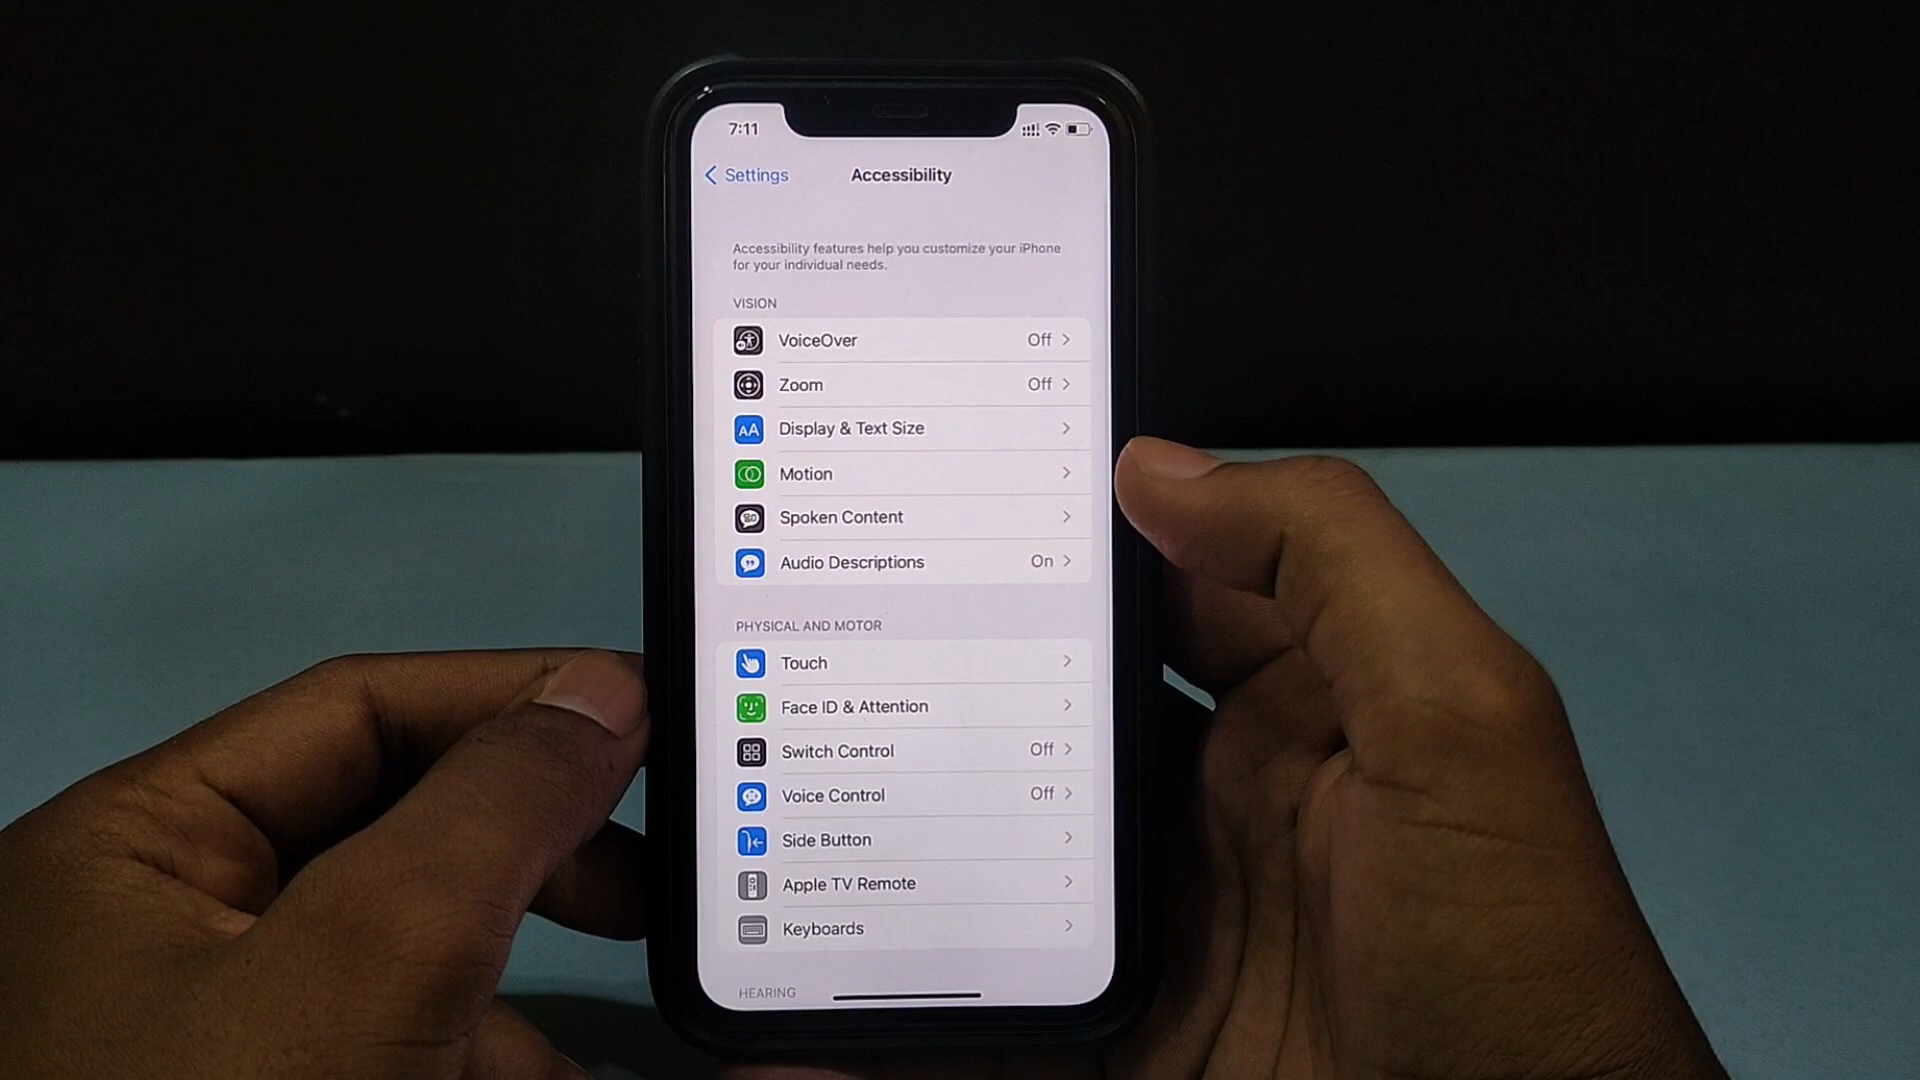 7:11
Settings
Accessibility
Accessibility features help you customize your iPhone
for your individual needs.
VISION
VoiceOver Off
Zoom Off
AA Display & Text Size
Motion
Spoken Content
Audio Descriptions On
PHYSICAL AND MOTOR
Touch
Face ID & Attention
Switch Control Off
Voice Control Off
Side Button
Apple TV Remote
Keyboards
HEARING